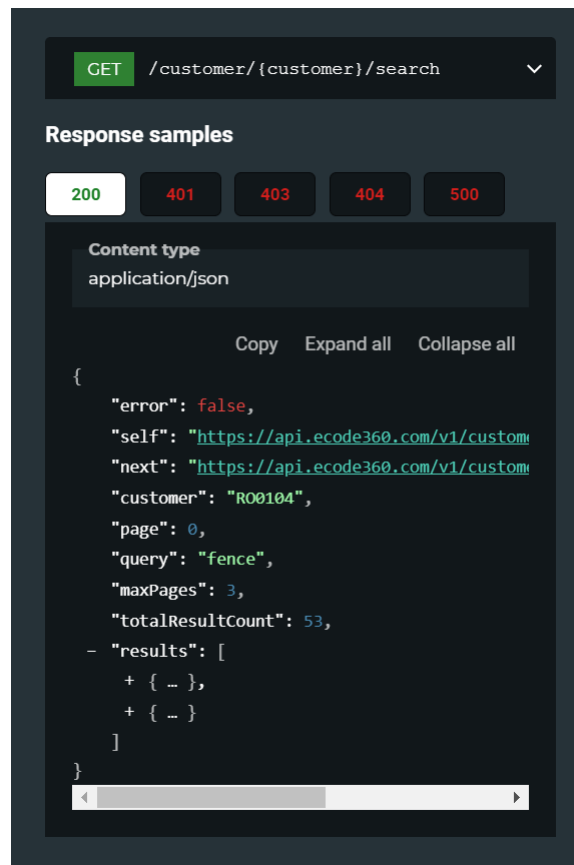 GET /customer/{customer}/search
Response samples
200 401 403 404 500
Content type
application/json
Copy Expand all Collapse all
{
"error": false,
"self": "https://api.ecode360.com/v1/custome
"next": "https://api.ecode360.com/v1/custome
"customer": "RO0104",
"page": 0,
"query": "fence",
"maxPages": 3,
"totalResultCount": 53,
- "results": [
+ { … },
+ { … }
]
}